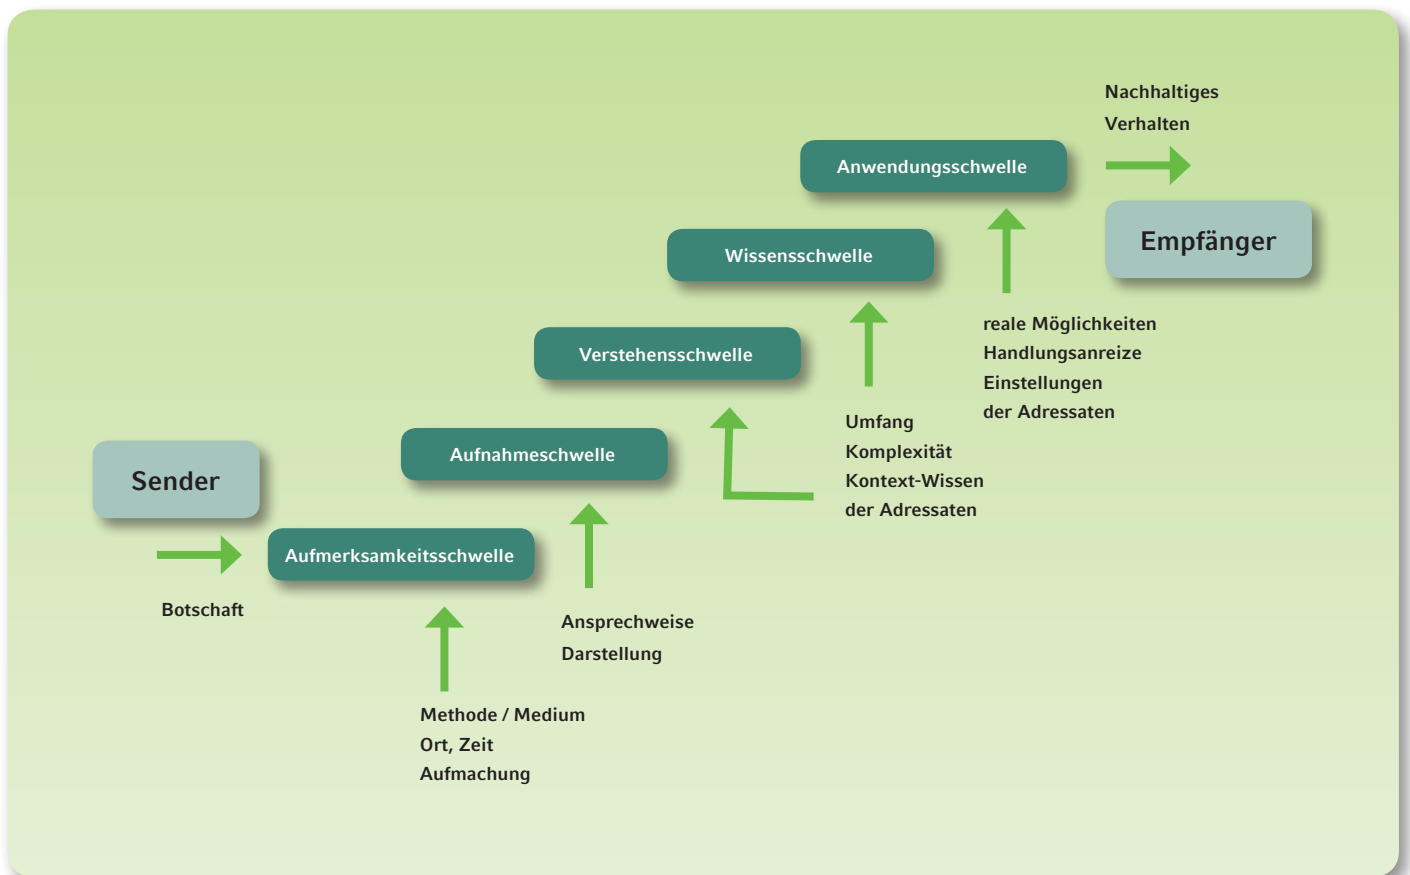 Nachhaltiges
Verhalten
Anwendungsschwelle
Empfänger
Wissensschwelle
reale Möglichkeiten
Handlungsanreize
Einstellungen
der Adressaten
Verstehensschwelle
Umfang
Komplexität
Kontext-Wissen
der Adressaten
Aufnahmeschwelle
Sender
Aufmerksamkeitsschwelle
Botschaft
Ansprechweise
Darstellung
Methode / Medium
Ort, Zeit
Aufmachung